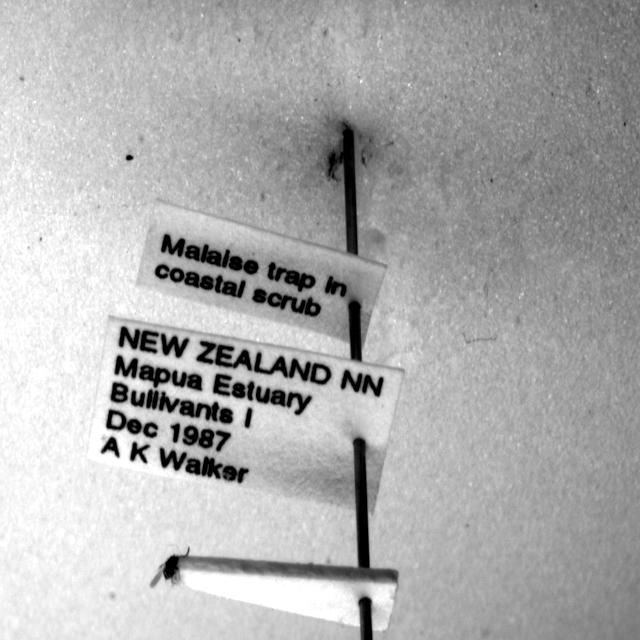 Malaise trap in
coastal scrub
NEW ZEALAND NN
Mapua Estuary
Bullivants I
Dec 1987
A K Walker